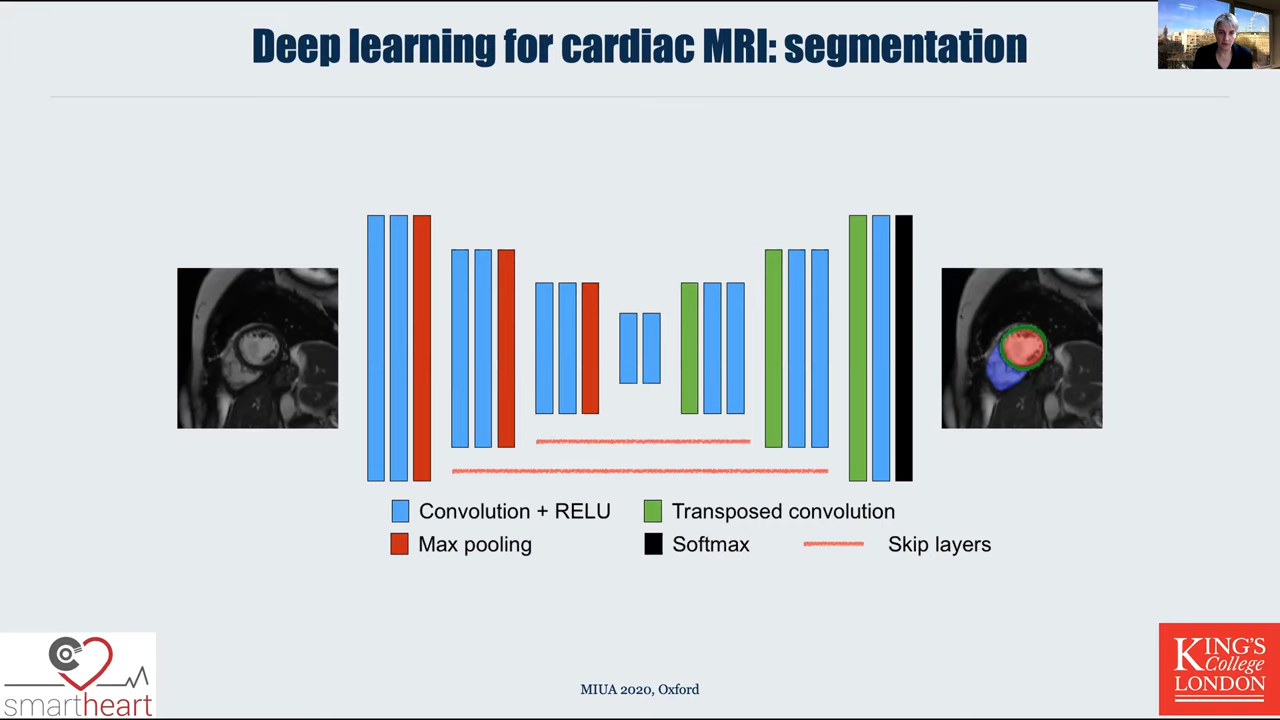 Deep learning for cardiac MRI: segmentation
Convolution + RELU
Transposed convolution
Max pooling
Softmax
Skip layers
smartheart
MIUA 2020, Oxford
KING'S
College
LONDON